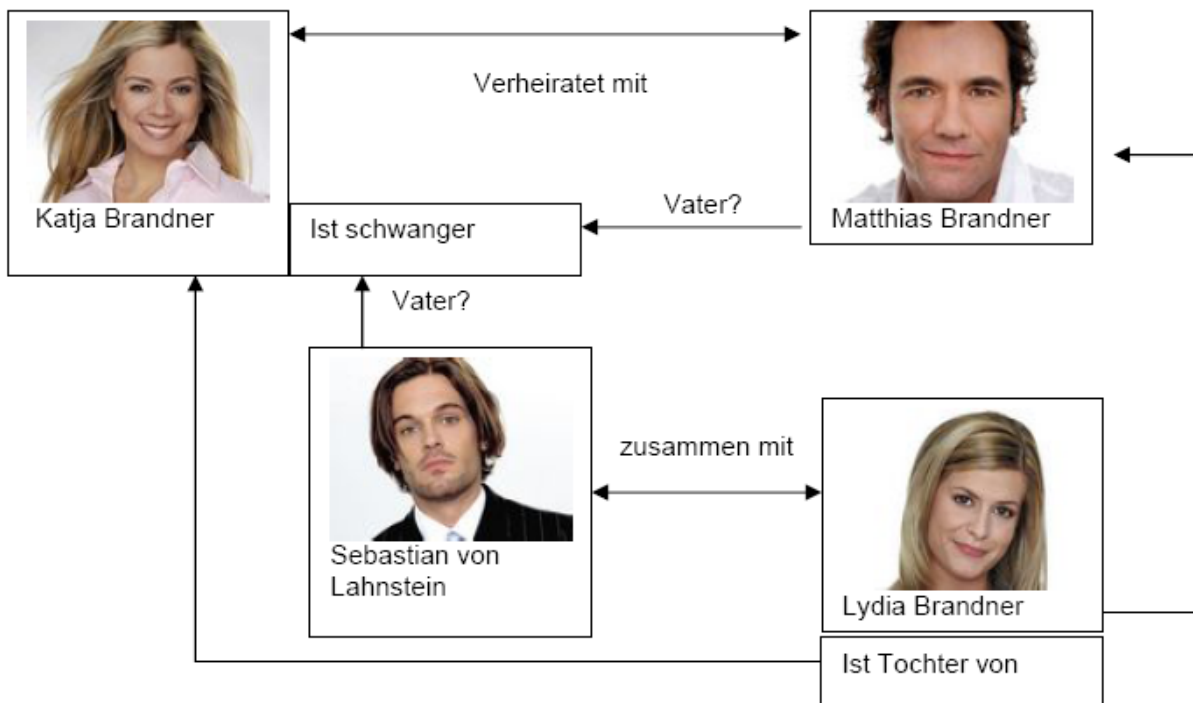 Verheiratet mit
Katja Brandner
Matthias Brandner
Vater?
Ist schwanger
Vater?
zusammen mit
Sebastian von
Lahnstein
Lydia Brandner
Ist Tochter von